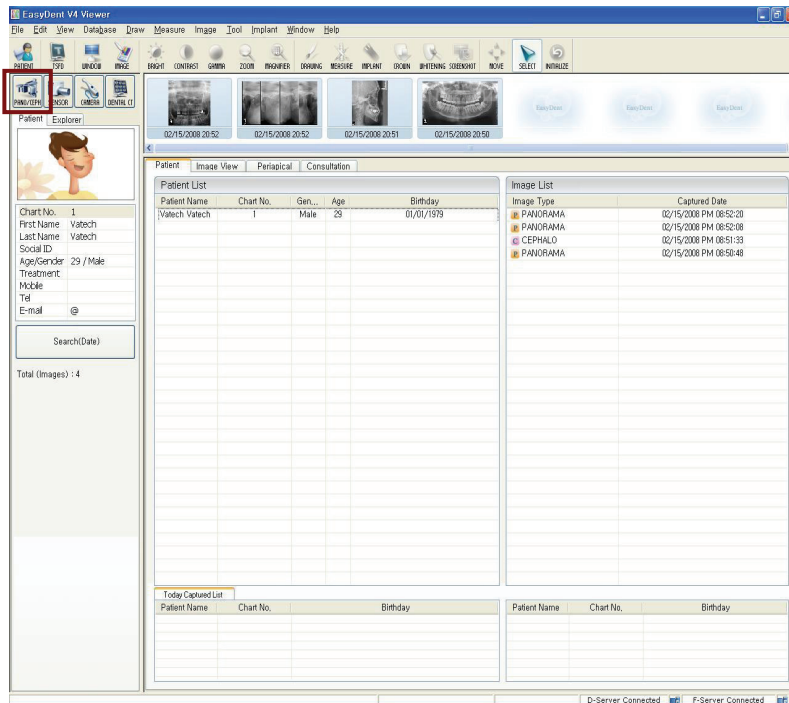 EasyDent V4 Viewer
File Edit View Database Draw Measure Image Tool Implant Window Help
PATIENT TSFD WINDOW IMAGE BRIGHT CONTRAST GAMMA ZOOM MAGNIFIER DRAWING MEASURE IMPLANT CROWN WHITENING SCREENSHOT MOVE SELECT INITIALIZE
PANO/CEPH SENSOR CAMERA DENTAL CT
EasyDent EasyDent EasyDent
02/15/2008 20:52 02/15/2008 20:52 02/15/2008 20:51 02/15/2008 20:50
Patient Explorer
Chart No. 1
First Name Vatech
Last Name Vatech
Social ID
Age/Gender 29 / Male
Treatment
Mobile
Tel
E-mail @
Search(Date)
Total (Images) : 4
Patient Image View Periapical Consultation
Patient List
Patient Name Chart No. Gen... Age Birthday
Vatech Vatech 1 Male 29 01/01/1979
Image List
Image Type Captured Date
P PANORAMA 02/15/2008 PM 08:52:20
P PANORAMA 02/15/2008 PM 08:52:08
C CEPHALO 02/15/2008 PM 08:51:33
P PANORAMA 02/15/2008 PM 08:50:48
Today Captured List
Patient Name Chart No. Birthday
Patient Name Chart No. Birthday
D-Server Connected F-Server Connected